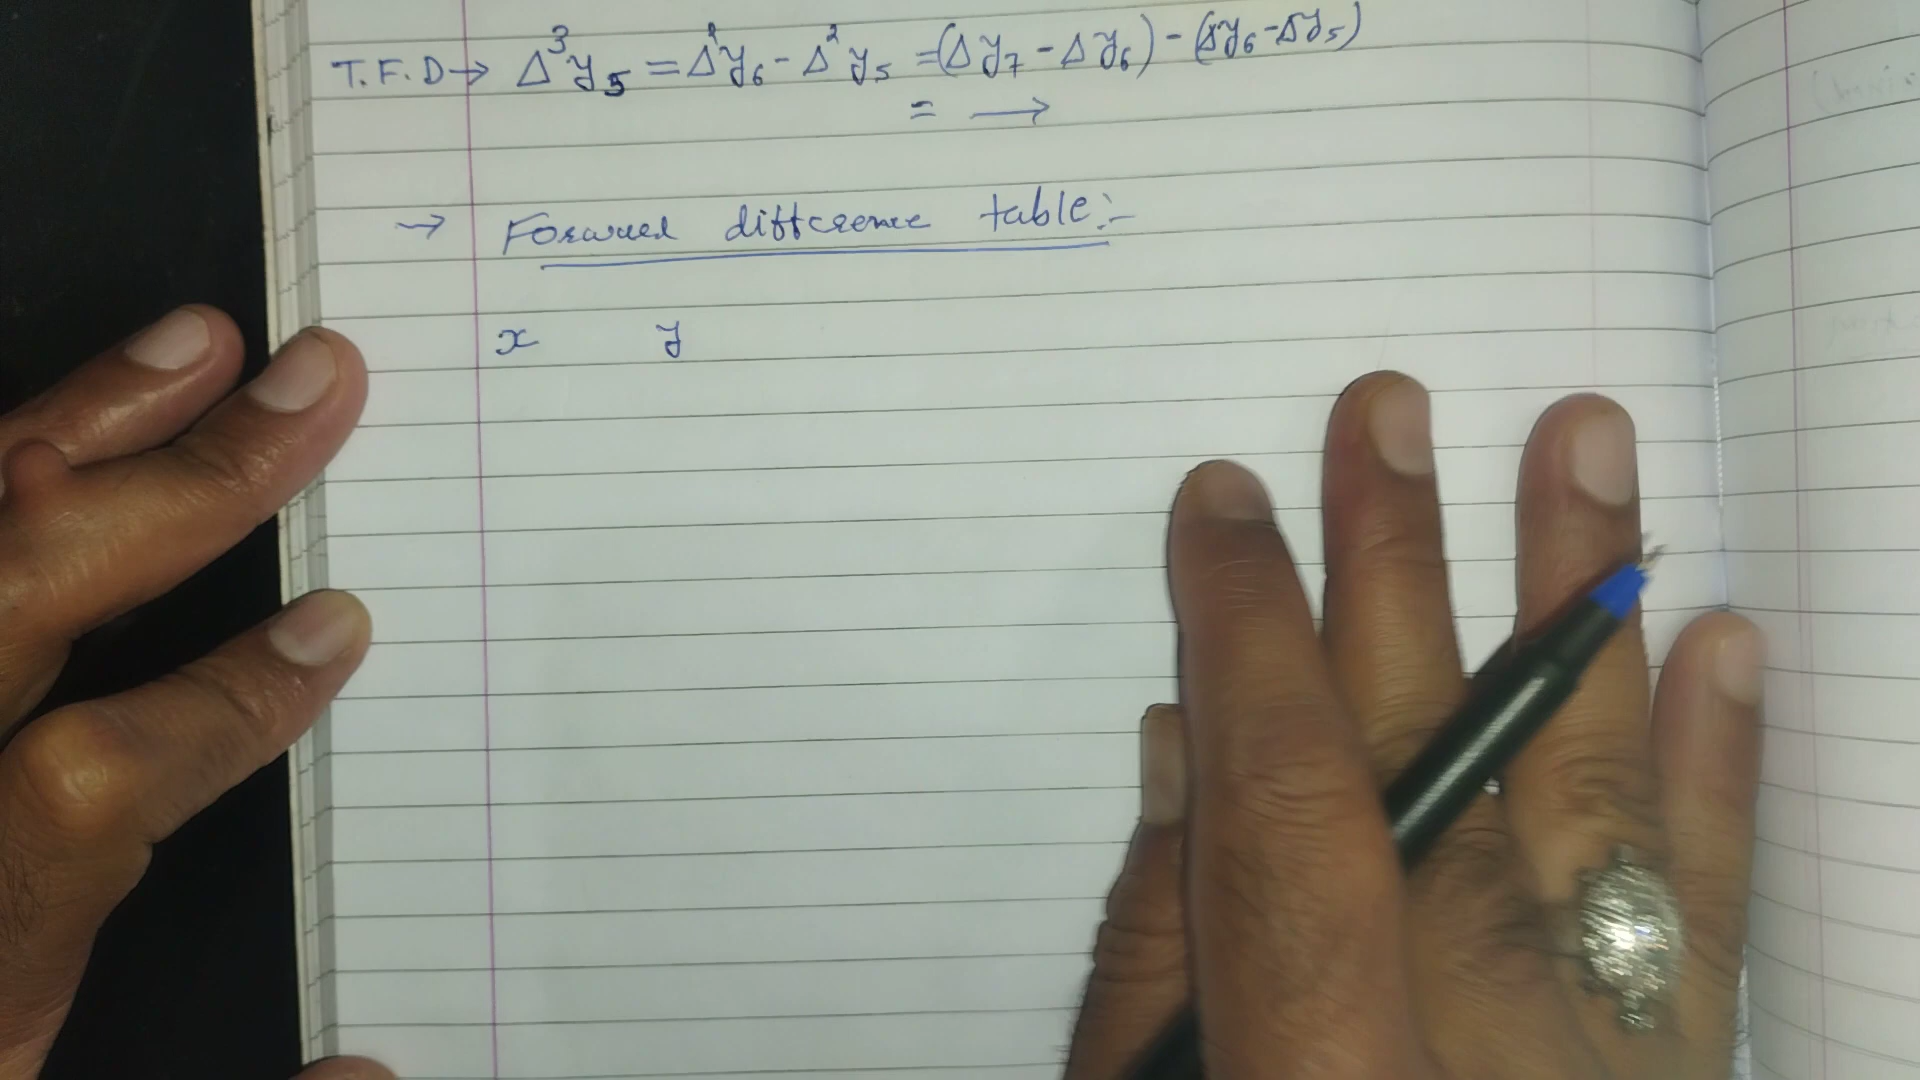 T.F.D→ Δ³y₅ = Δ²y₆ - Δ²y₅ = (Δy₇ - Δy₆) - (Δy₆ - Δy₅)
= →
→ Forward difference table:-
x y